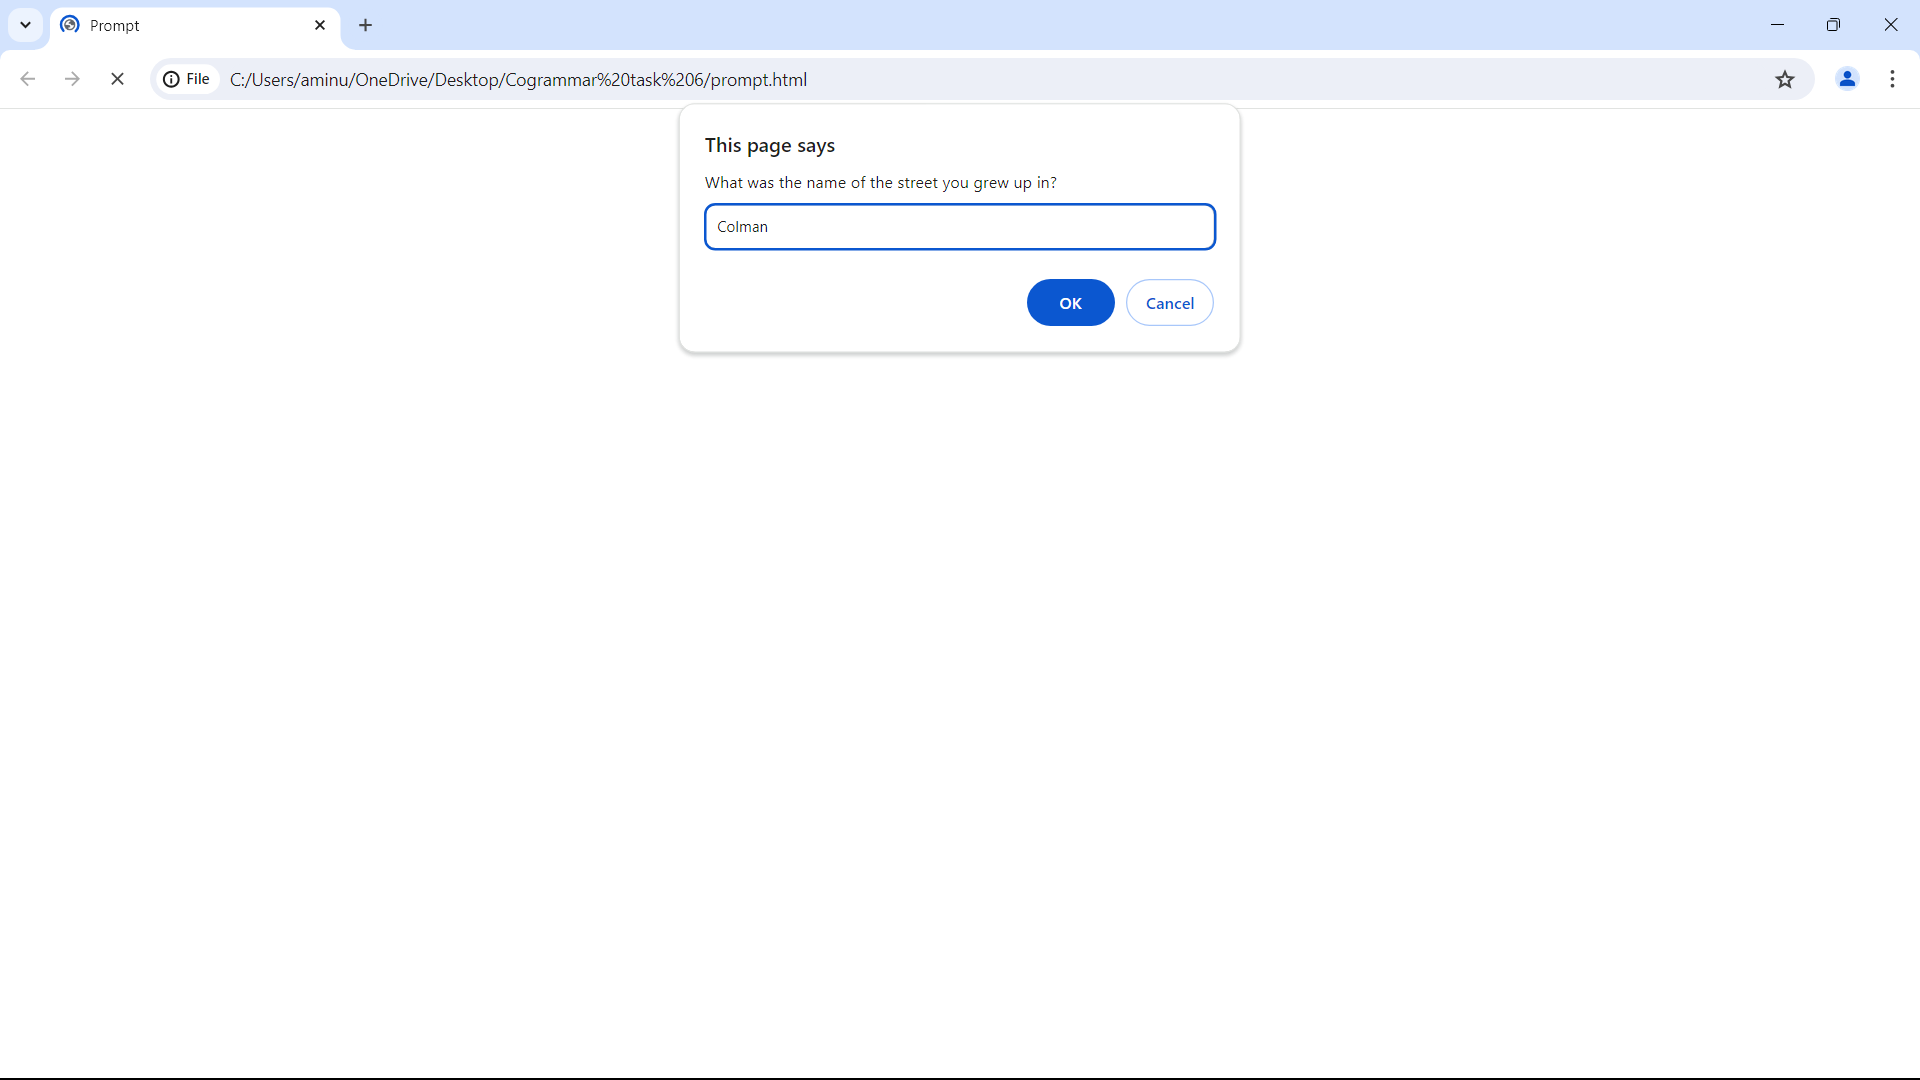 Prompt
File
C:/Users/aminu/OneDrive/Desktop/Cogrammar%20task%206/prompt.html
This page says
What was the name of the street you grew up in?
Colman
OK
Cancel